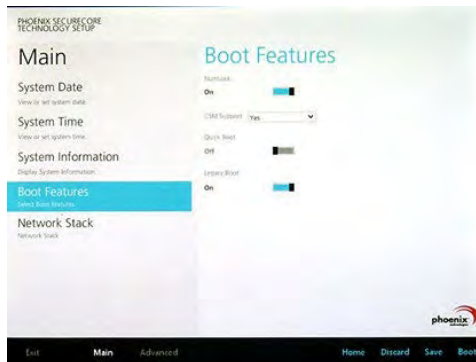 PHOENIX SECURECORE
TECHNOLOGY SETUP
Main
System Date
View or set system date.
System Time
View or set system time.
System Information
Display System Information.
Boot Features
Select Boot features.
Network Stack
Network Stack
Boot Features
NumLock:
On
CSM Support Yes
Quick Boot
Off
Legacy Boot
On
phoenix
Exit Main Advanced Home Discard Save Boot